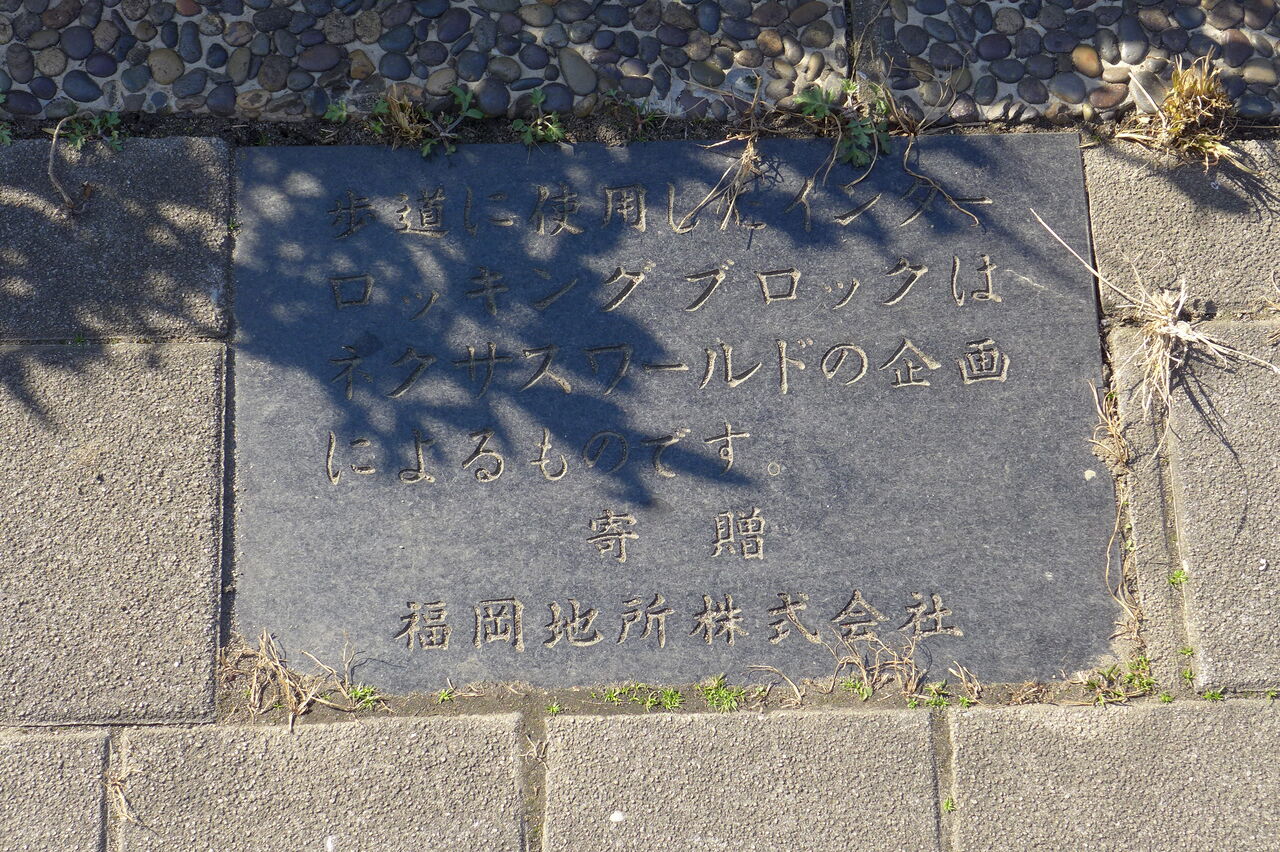 歩道に使用したインター
ロッキングブロックは
ネクサスワールドの企画
によるものです。
寄　贈
福岡地所株式会社